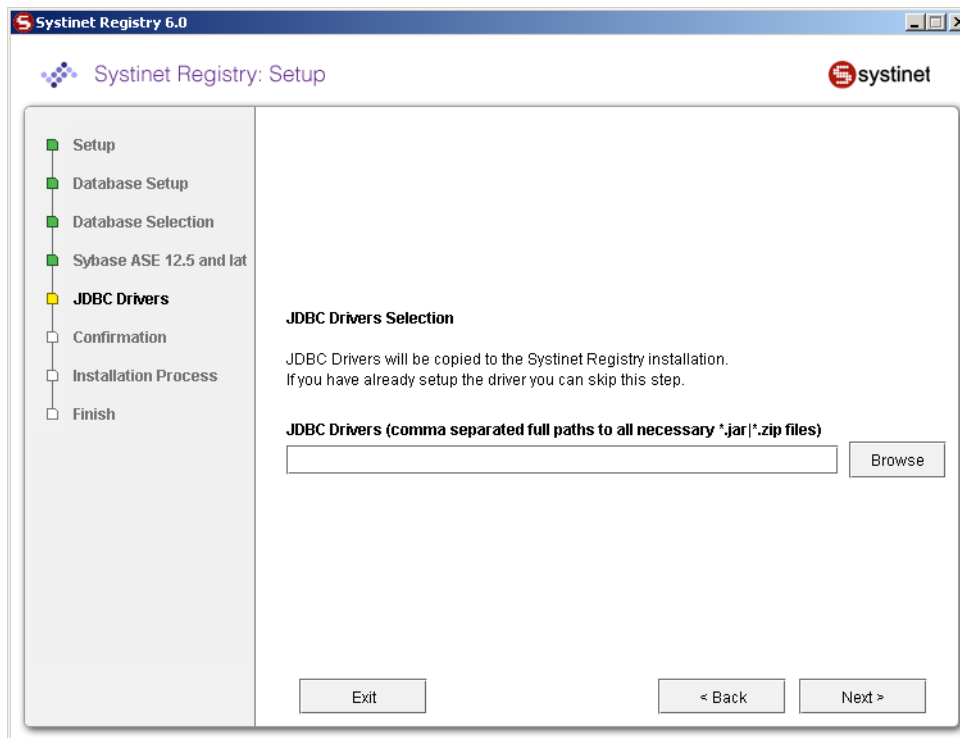 Systinet Registry 6.0
Systinet Registry: Setup
systinet
Setup
Database Setup
Database Selection
Sybase ASE 12.5 and lat
JDBC Drivers
Confirmation
Installation Process
Finish
JDBC Drivers Selection
JDBC Drivers will be copied to the Systinet Registry installation.
If you have already setup the driver you can skip this step.
JDBC Drivers (comma separated full paths to all necessary *.jar|*.zip files)
Browse
Exit
< Back
Next >